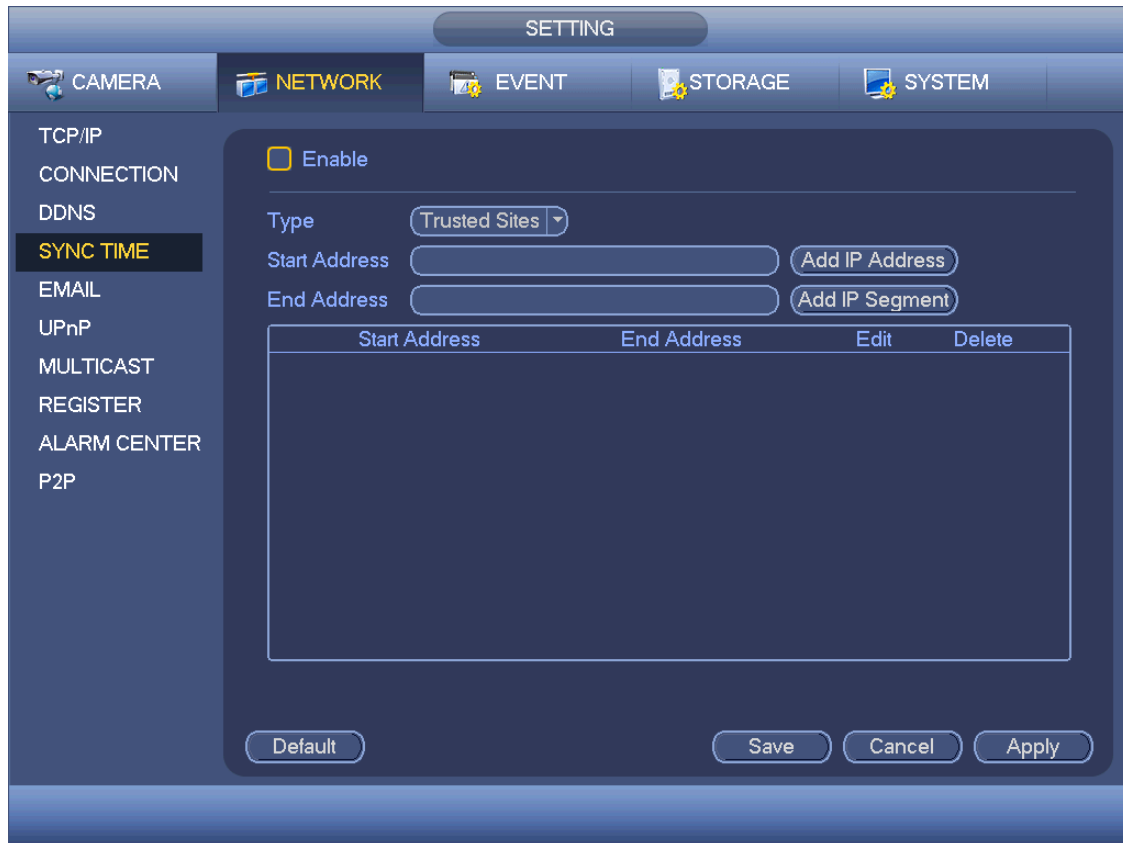 SETTING
CAMERA NETWORK EVENT STORAGE SYSTEM
TCP/IP
CONNECTION
DDNS
SYNC TIME
EMAIL
UPnP
MULTICAST
REGISTER
ALARM CENTER
P2P
Enable
Type Trusted Sites
Start Address Add IP Address
End Address Add IP Segment
Start Address End Address Edit Delete
Default Save Cancel Apply